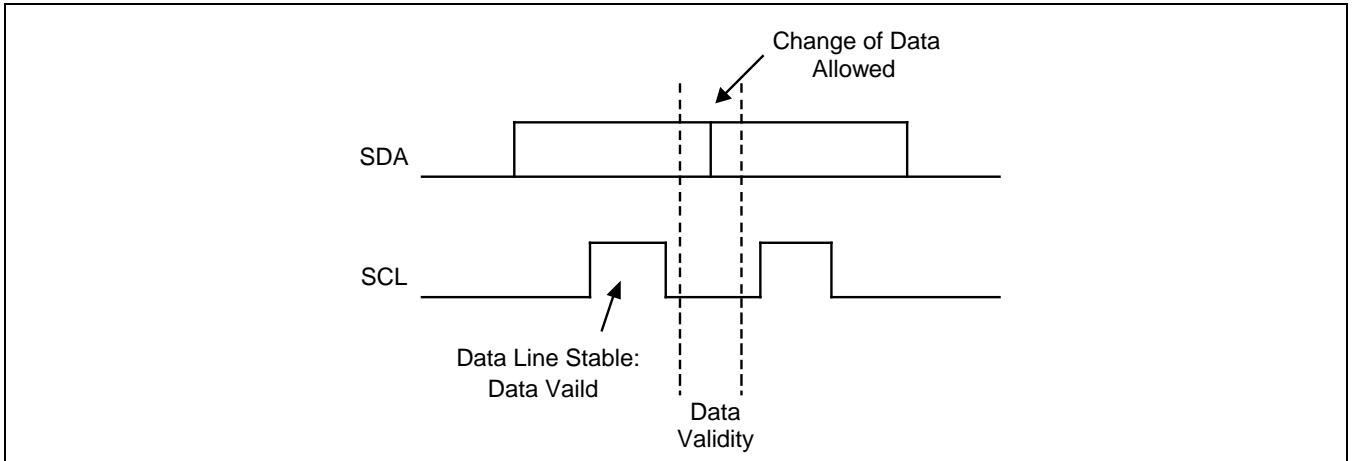 Change of Data
Allowed
SDA
SCL
Data Line Stable:
Data Vaild
Data
Validity